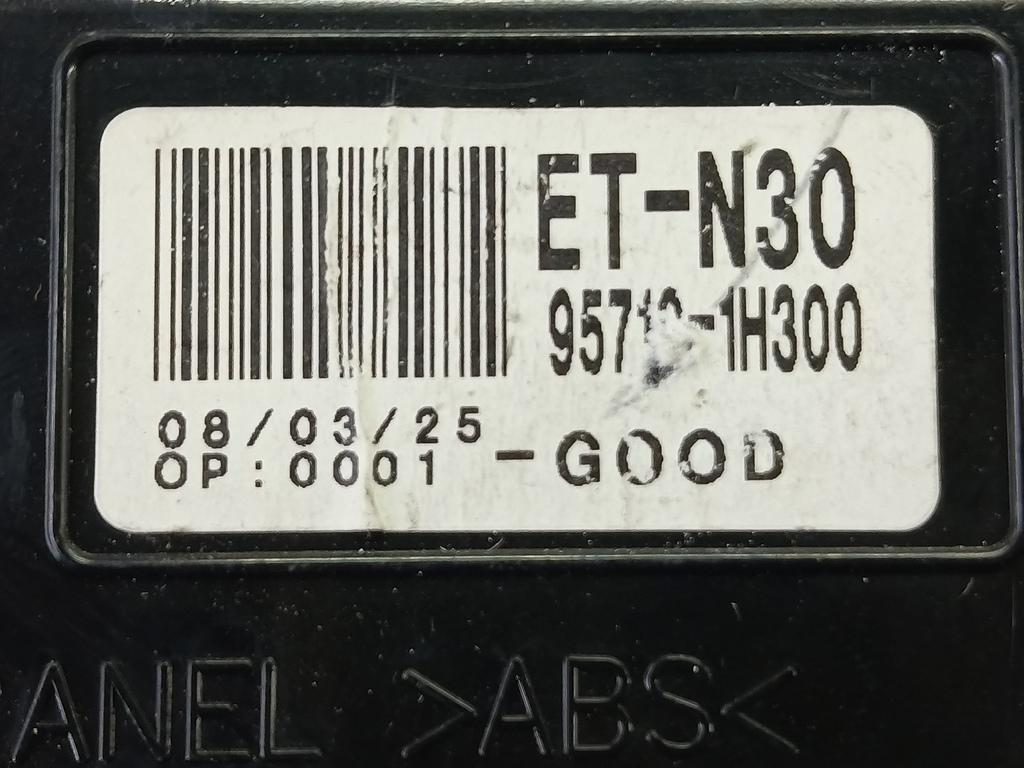 ET-N30
08/03/25
OP:0001 -GOOD
ANEL >ABS<